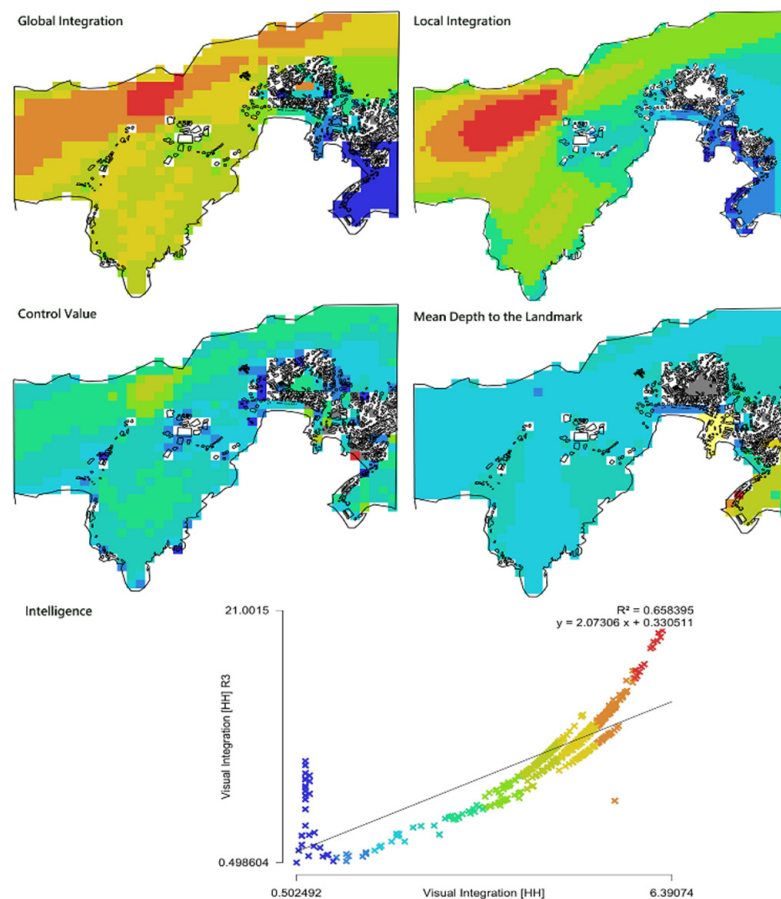 Global Integration
Local Integration
Control Value
Mean Depth to the Landmark
Intelligence
21.0015
R² = 0.658395
y = 2.07306 x + 0.330511
Visual Integration [HH] R3
0.498604
0.502492
Visual Integration [HH]
6.39074